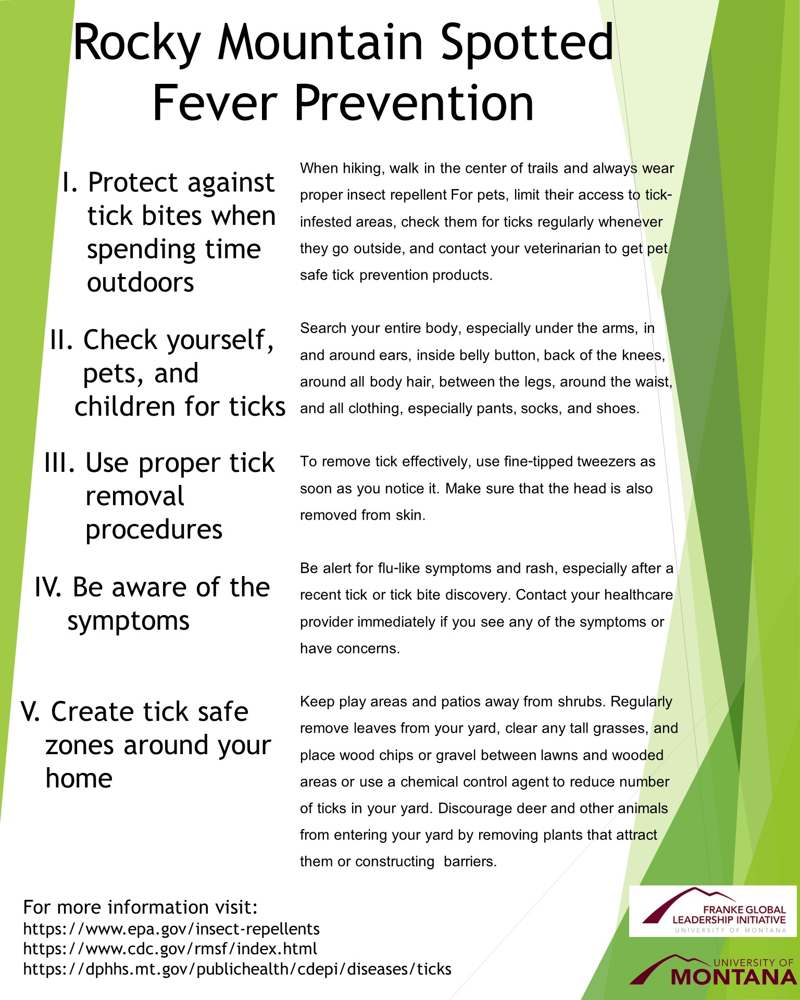 Rocky Mountain Spotted
Fever Prevention
I. Protect against
tick bites when
spending time
outdoors
When hiking, walk in the center of trails and always wear
proper insect repellent For pets, limit their access to tick-
infested areas, check them for ticks regularly whenever
they go outside, and contact your veterinarian to get pet
safe tick prevention products.
II. Check yourself,
pets, and
children for ticks
Search your entire body, especially under the arms, in
and around ears, inside belly button, back of the knees,
around all body hair, between the legs, around the waist,
and all clothing, especially pants, socks, and shoes.
III. Use proper tick
removal
procedures
To remove tick effectively, use fine-tipped tweezers as
soon as you notice it. Make sure that the head is also
removed from skin.
IV. Be aware of the
symptoms
Be alert for flu-like symptoms and rash, especially after a
recent tick or tick bite discovery. Contact your healthcare
provider immediately if you see any of the symptoms or
have concerns.
V. Create tick safe
zones around your
home
Keep play areas and patios away from shrubs. Regularly
remove leaves from your yard, clear any tall grasses, and
place wood chips or gravel between lawns and wooded
areas or use a chemical control agent to reduce number
of ticks in your yard. Discourage deer and other animals
from entering your yard by removing plants that attract
them or constructing  barriers.
For more information visit:
https://www.epa.gov/insect-repellents
https://www.cdc.gov/rmsf/index.html
https://dphhs.mt.gov/publichealth/cdepi/diseases/ticks
FRANKE GLOBAL
LEADERSHIP INITIATIVE
UNIVERSITY OF MONTANA
UNIVERSITY OF
MONTANA